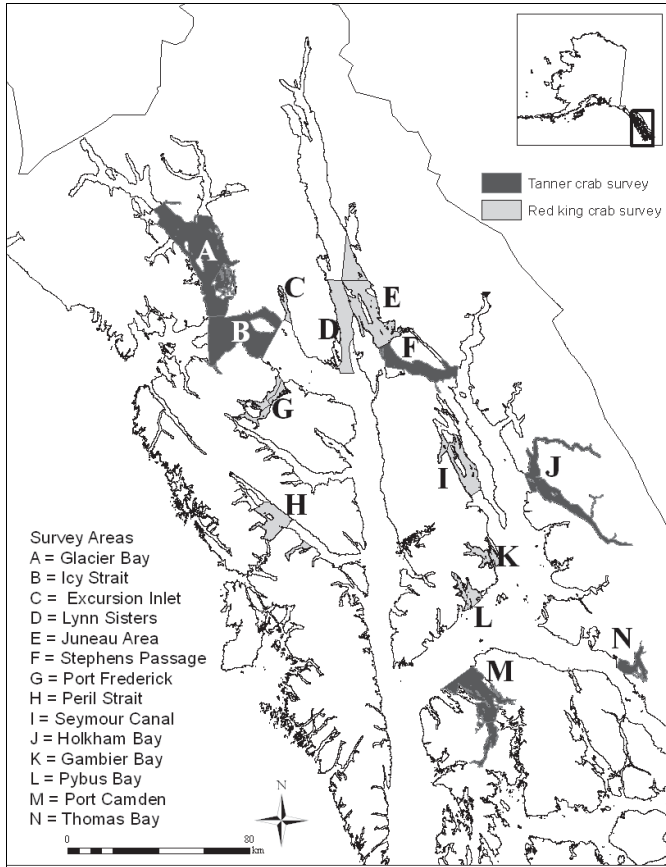 Tanner crab survey
Red king crab survey
A
B
C
D
E
F
G
H
I
J
K
L
M
N
Survey Areas
A = Glacier Bay
B = Icy Strait
C = Excursion Inlet
D = Lynn Sisters
E = Juneau Area
F = Stephens Passage
G = Port Frederick
H = Peril Strait
I = Seymour Canal
J = Holkham Bay
K = Gambier Bay
L = Pybus Bay
M = Port Camden
N = Thomas Bay
N
0 80
km